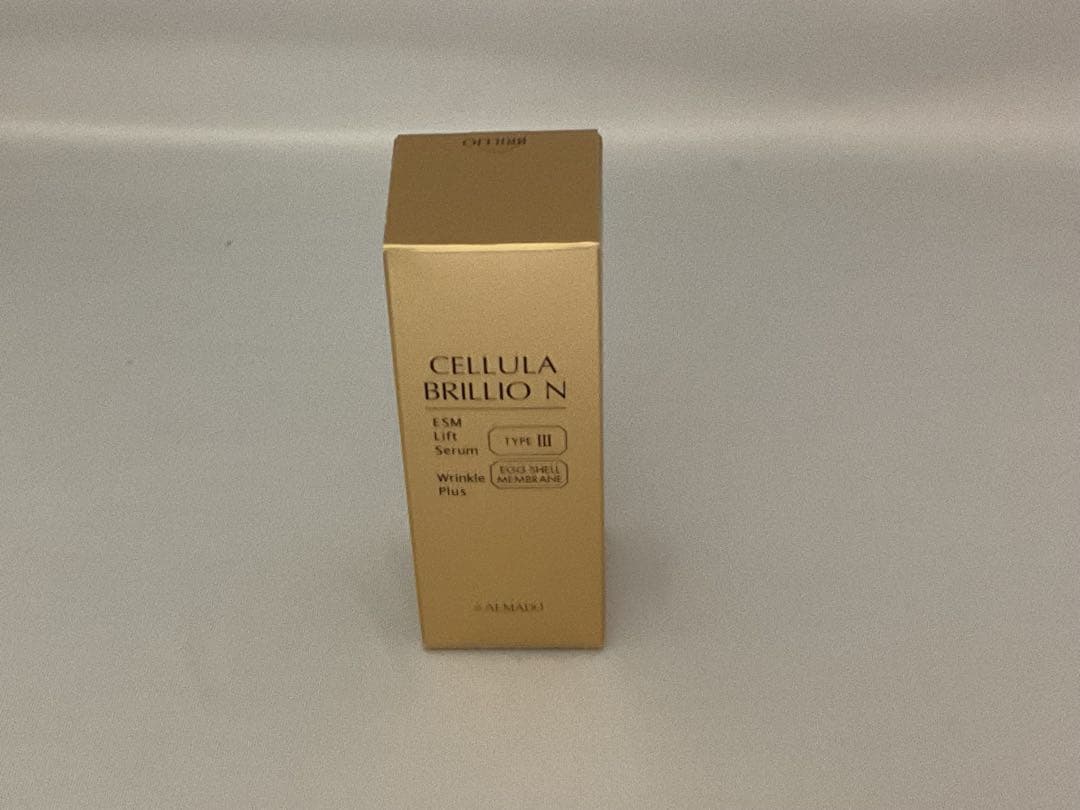 CELLULA
BRILLIO N
ESM
Lift
Serum
TYPE III
Wrinkle
Plus
EGG SHELL
MEMBRANE
ALMADO